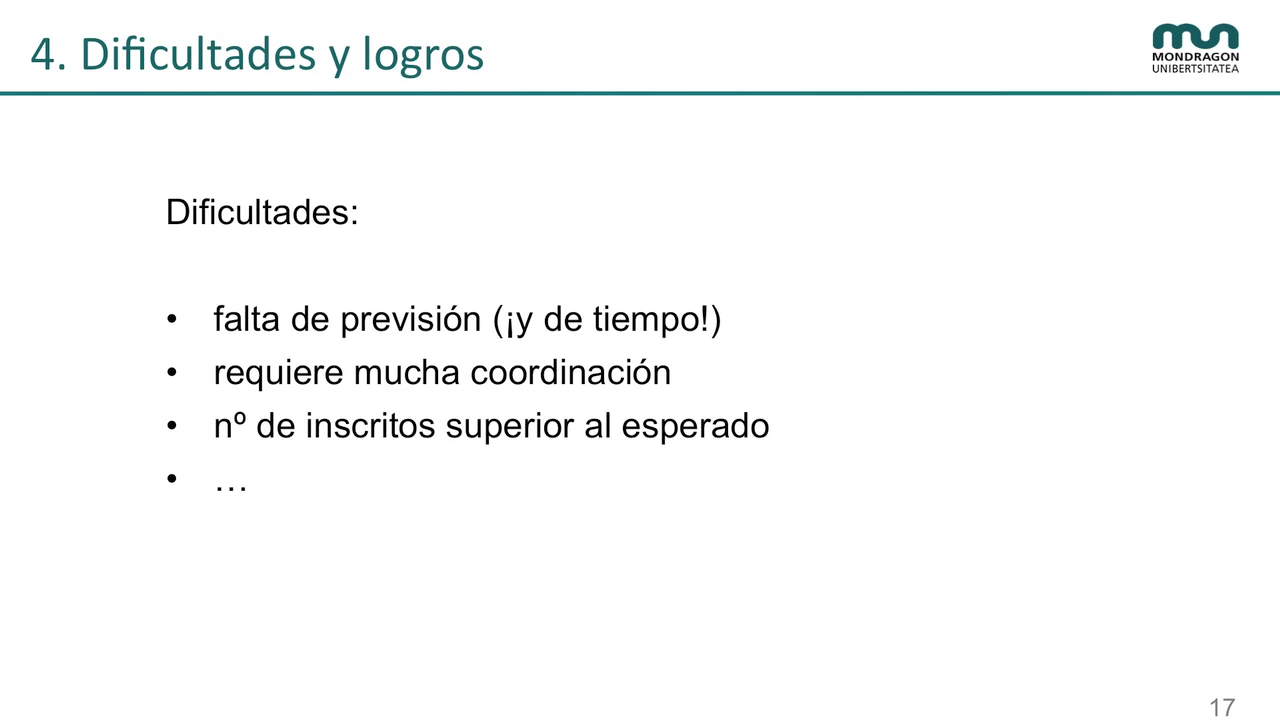 4. Dificultades y logros
MONDRAGON
UNIBERTSITATEA
Dificultades:
• falta de previsión (¡y de tiempo!)
• requiere mucha coordinación
• nº de inscritos superior al esperado
• …
17